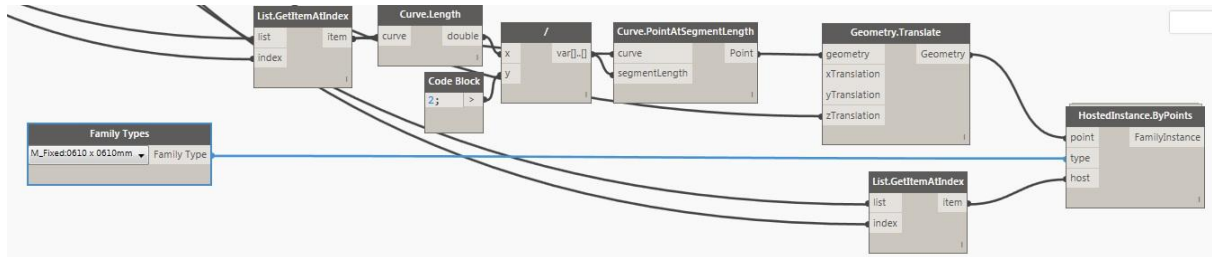 List.GetItemAtIndex
list item
index
l
Curve.Length
curve double
l
/
x var[]..[]
y
l
Code Block
2; >
Curve.PointAtSegmentLength
curve Point
segmentLength
l
Geometry.Translate
geometry Geometry
xTranslation
yTranslation
zTranslation
l
Family Types
M_Fixed:0610 x 0610mm Family Type
HostedInstance.ByPoints
point FamilyInstance
type
host
l
List.GetItemAtIndex
list item
index
l